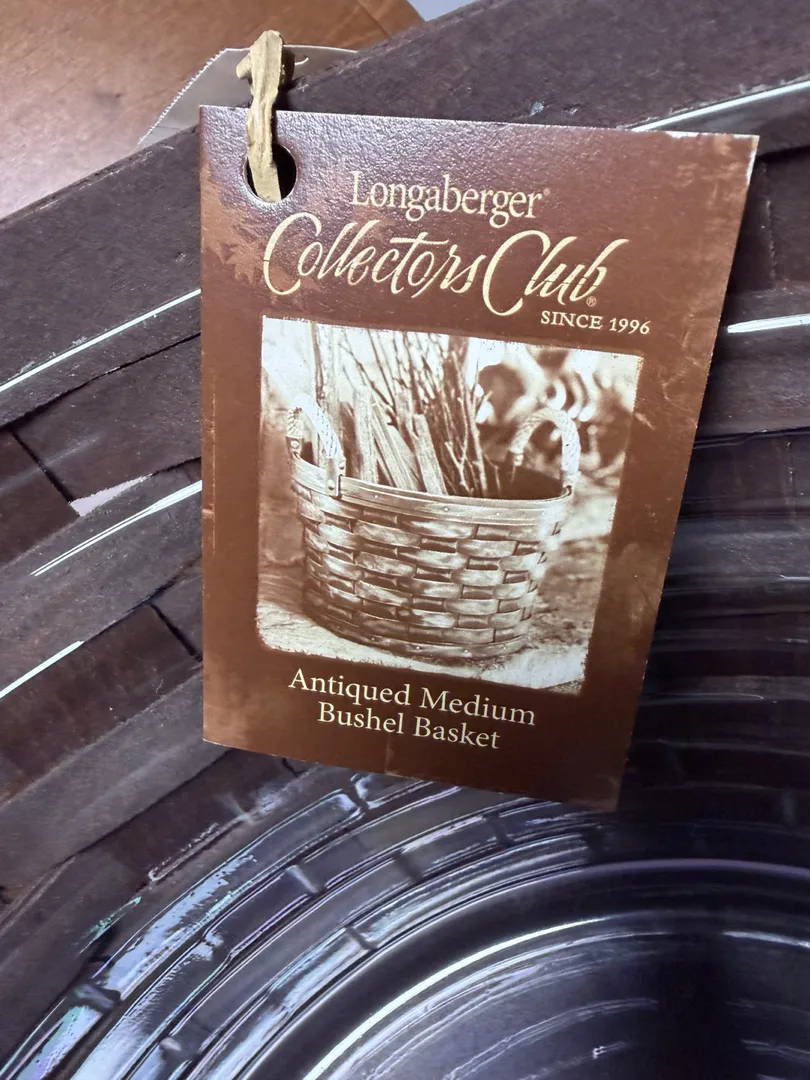 Longaberger®
Collectors Club®
SINCE 1996
Antiqued Medium
Bushel Basket